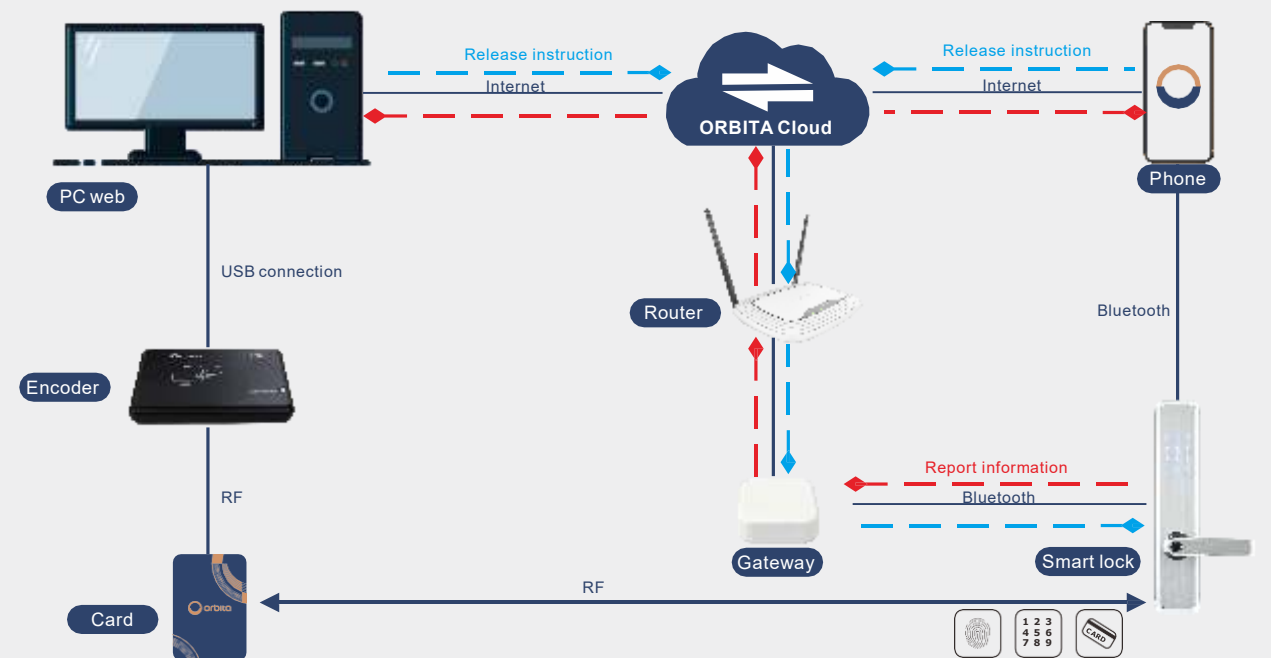 Release instruction
Release instruction
Internet
Internet
ORBITA Cloud
PC web
Phone
USB connection
Router
Bluetooth
Encoder
Report information
RF
Bluetooth
Gateway
Smart lock
RF
orbita
Card
1 2 3
4 5 6
7 8 9
CARD